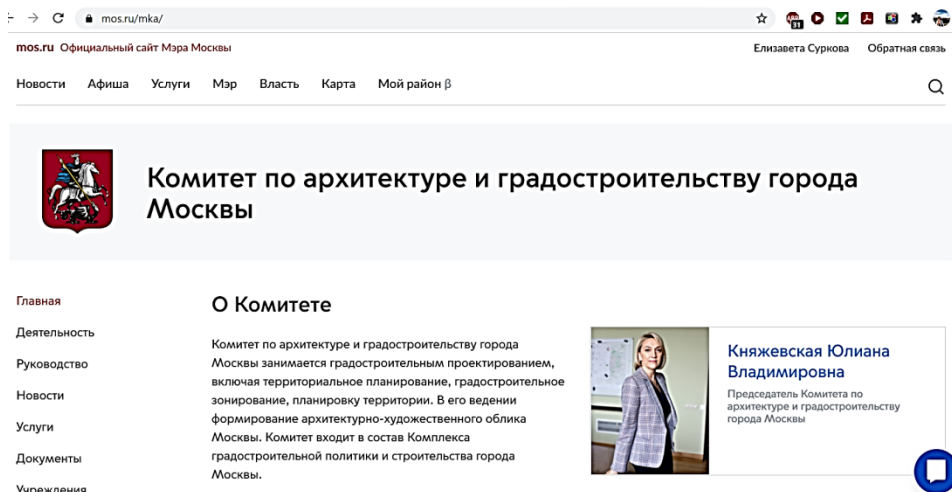 mos.ru/mka/
31
mos.ru Официальный сайт Мэра Москвы
Елизавета Суркова Обратная связь
Новости Афиша Услуги Мэр Власть Карта Мой район β
Комитет по архитектуре и градостроительству города
Москвы
Главная
Деятельность
Руководство
Новости
Услуги
Документы
Учреждения
О Комитете
Комитет по архитектуре и градостроительству города
Москвы занимается градостроительным проектированием,
включая территориальное планирование, градостроительное
зонирование, планировку территории. В его ведении
формирование архитектурно-художественного облика
Москвы. Комитет входит в состав Комплекса
градостроительной политики и строительства города
Москвы.
Княжевская Юлиана
Владимировна
Председатель Комитета по
архитектуре и градостроительству
города Москвы